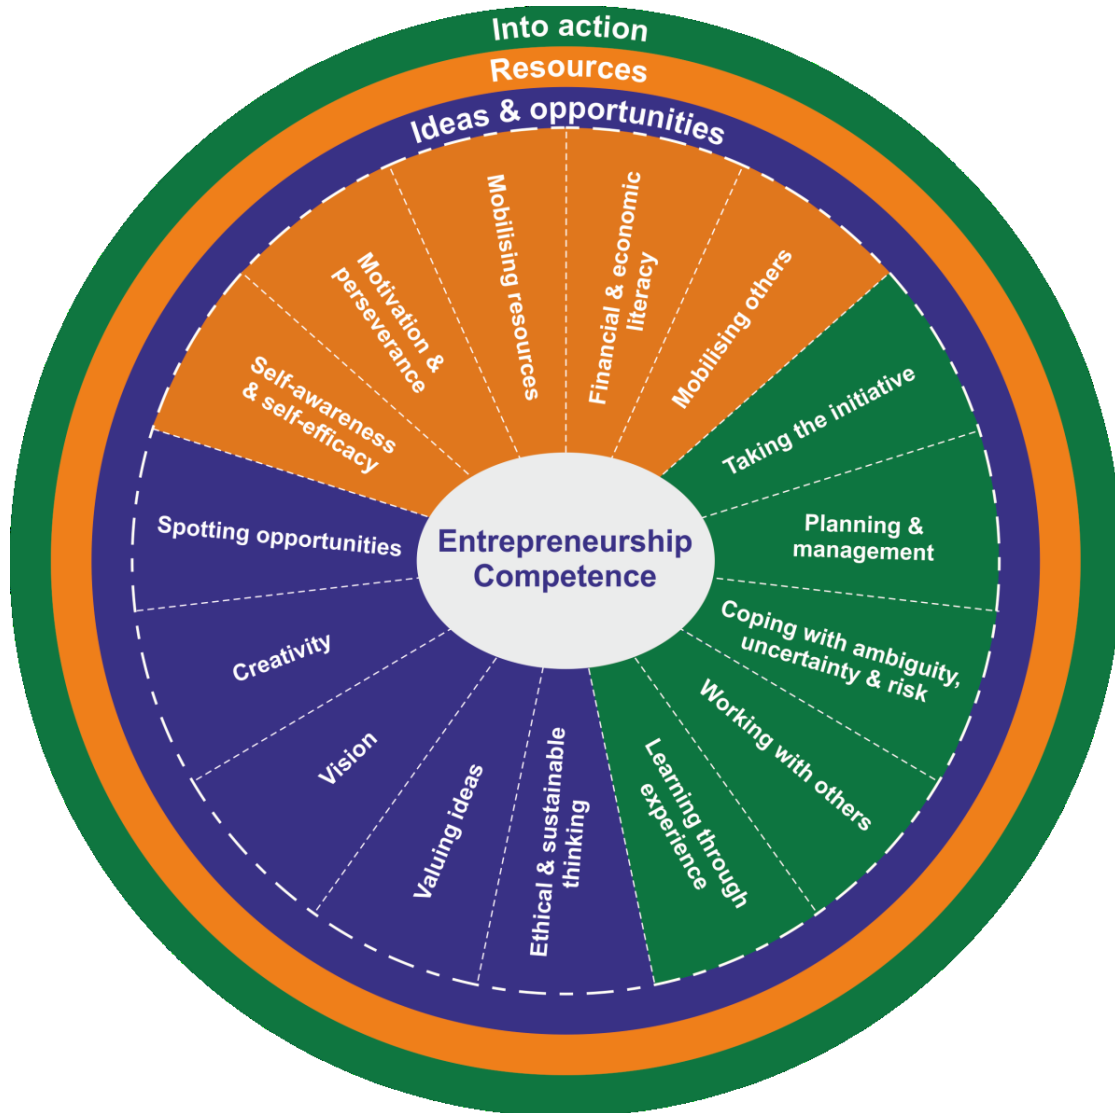 Into action
Resources
Ideas & opportunities
Self-awareness
& self-efficacy
Motivation &
perseverance
Mobilising resources
Financial & economic
literacy
Mobilising others
Taking the initiative
Planning &
management
Coping with ambiguity,
uncertainty & risk
Working with others
Learning through
experience
Ethical & sustainable
thinking
Valuing ideas
Vision
Creativity
Spotting opportunities
Entrepreneurship
Competence